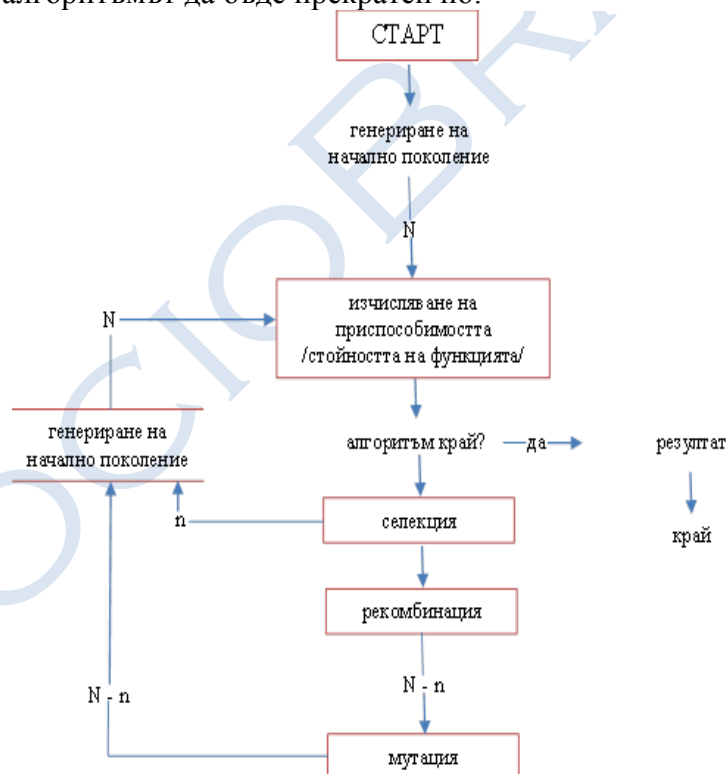 алгоритмът да бъде прекратен по:
СТАРТ
генериране на
начално поколение
N
изчисляване на
приспособимостта
/стойността на функцията/
N
генериране на
начално поколение
алгоритъм край?
да
резултат
n
селекция
край
рекомбинация
N - n
N - n
мутация